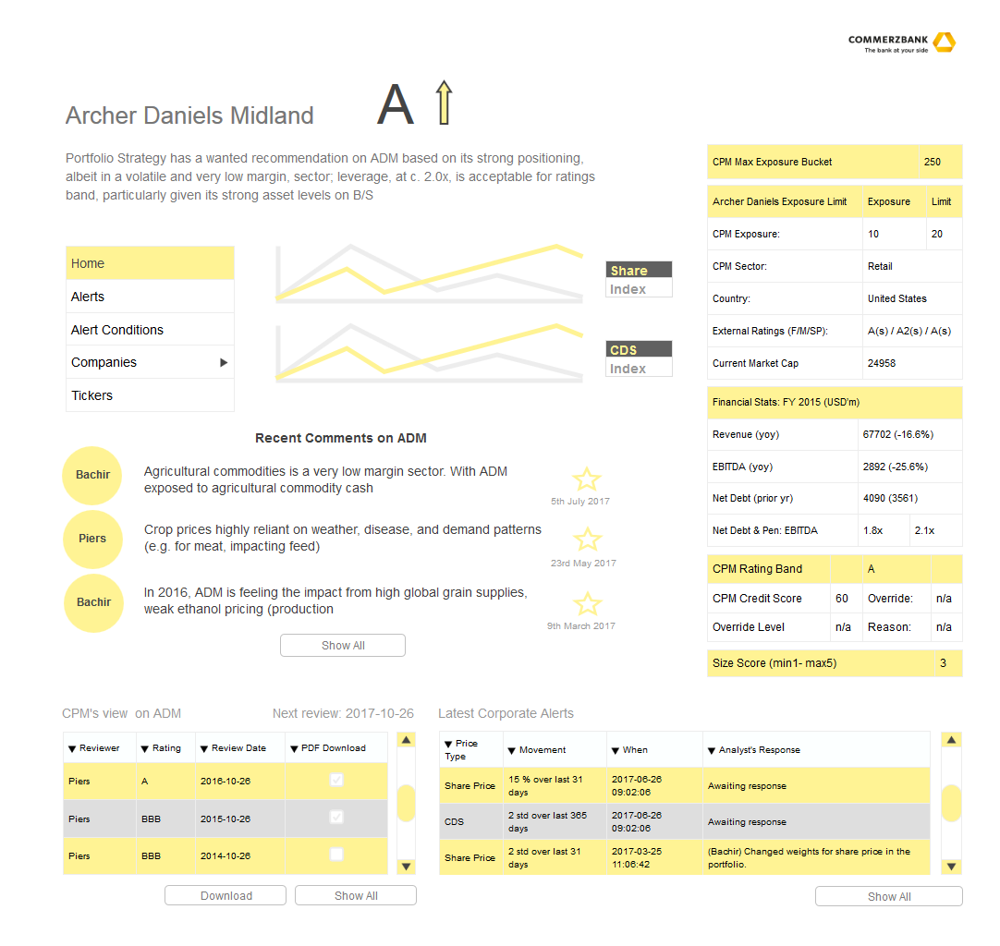 COMMERZBANK
The bank at your side
Archer Daniels Midland
A
Portfolio Strategy has a wanted recommendation on ADM based on its strong positioning,
albeit in a volatile and very low margin, sector; leverage, at c. 2.0x, is acceptable for ratings
band, particularly given its strong asset levels on B/S
Home
Alerts
Alert Conditions
Companies
Tickers
Share
Index
CDS
Index
CPM Max Exposure Bucket 250
Archer Daniels Exposure Limit Exposure Limit
CPM Exposure: 10 20
CPM Sector: Retail
Country: United States
External Ratings (F/M/SP): A(s) / A2(s) / A(s)
Current Market Cap 24958
Financial Stats: FY 2015 (USD'm)
Revenue (yoy) 67702 (-16.6%)
EBITDA (yoy) 2892 (-25.6%)
Net Debt (prior yr) 4090 (3561)
Net Debt & Pen: EBITDA 1.8x 2.1x
CPM Rating Band A
CPM Credit Score 60 Override: n/a
Override Level n/a Reason: n/a
Size Score (min1- max5) 3
Recent Comments on ADM
Bachir
Agricultural commodities is a very low margin sector. With ADM
exposed to agricultural commodity cash
5th July 2017
Piers
Crop prices highly reliant on weather, disease, and demand patterns
(e.g. for meat, impacting feed)
23rd May 2017
Bachir
In 2016, ADM is feeling the impact from high global grain supplies,
weak ethanol pricing (production
9th March 2017
Show All
CPM's view on ADM Next review: 2017-10-26
Reviewer Rating Review Date PDF Download
Piers A 2016-10-26
Piers BBB 2015-10-26
Piers BBB 2014-10-26
Download Show All
Latest Corporate Alerts
Price
Type Movement When Analyst's Response
Share Price 15 % over last 31
days 2017-06-26
09:02:06 Awaiting response
CDS 2 std over last 365
days 2017-06-26
09:02:06 Awaiting response
Share Price 2 std over last 31
days 2017-03-25
11:06:42 (Bachir) Changed weights for share price in the
portfolio.
Show All